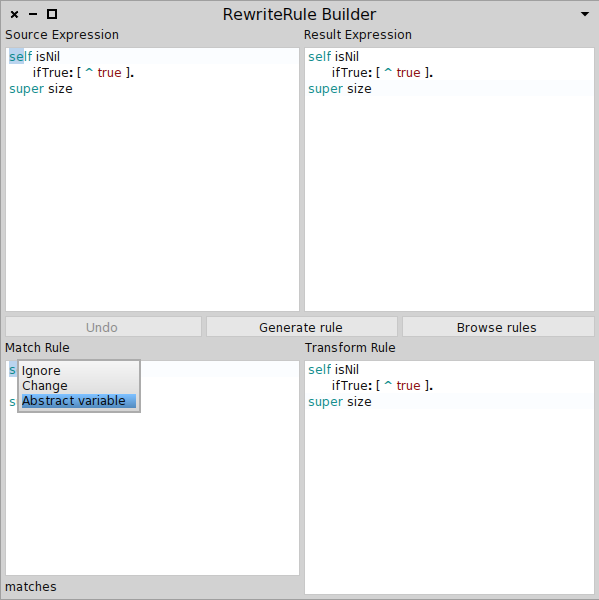 RewriteRule Builder
Source Expression
Result Expression
self isNil
ifTrue: [ ^ true ].
super size
self isNil
ifTrue: [ ^ true ].
super size
Undo
Generate rule
Browse rules
Match Rule
Transform Rule
Ignore
Change
Abstract variable
self isNil
ifTrue: [ ^ true ].
super size
matches